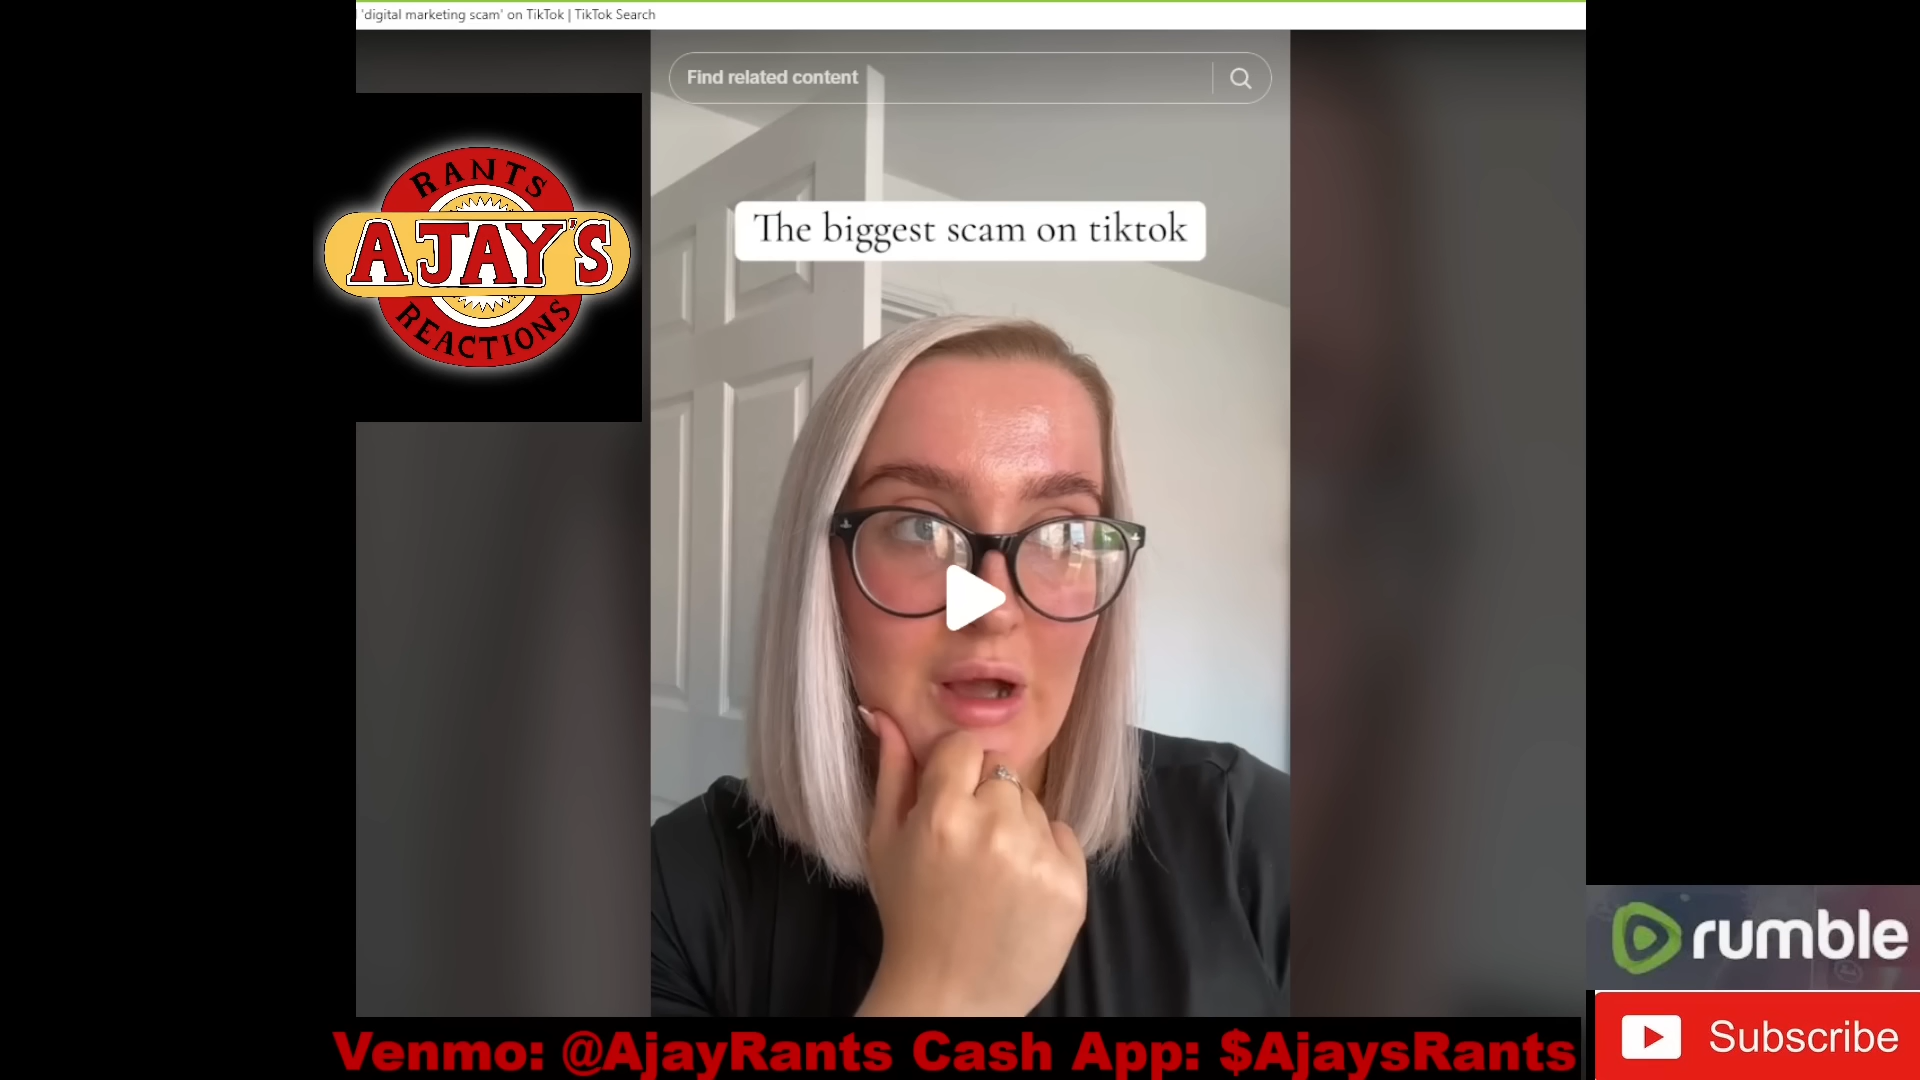 'digital marketing scam' on TikTok | TikTok Search
Find related content
RANTS
AJAY'S
REACTIONS
The biggest scam on tiktok
rumble
Subscribe
Venmo: @AjayRants Cash App: $AjaysRants